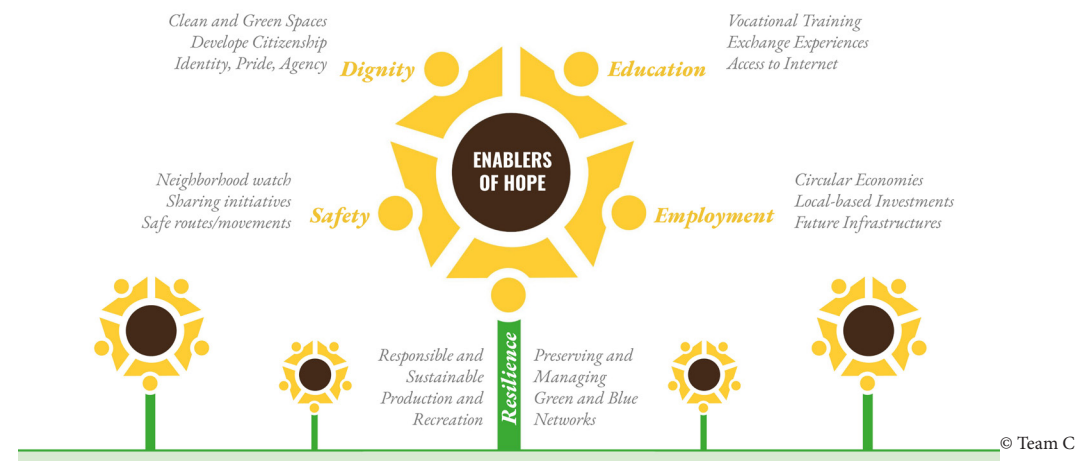 Clean and Green Spaces
Develope Citizenship
Identity, Pride, Agency
Dignity
Education
Vocational Training
Exchange Experiences
Access to Internet
ENABLERS
OF HOPE
Neighborhood watch
Sharing initiatives
Safe routes/movements
Safety
Employment
Circular Economies
Local-based Investments
Future Infrastructures
Responsible and
Sustainable
Production and
Recreation
Resilience
Preserving and
Managing
Green and Blue
Networks
© Team C